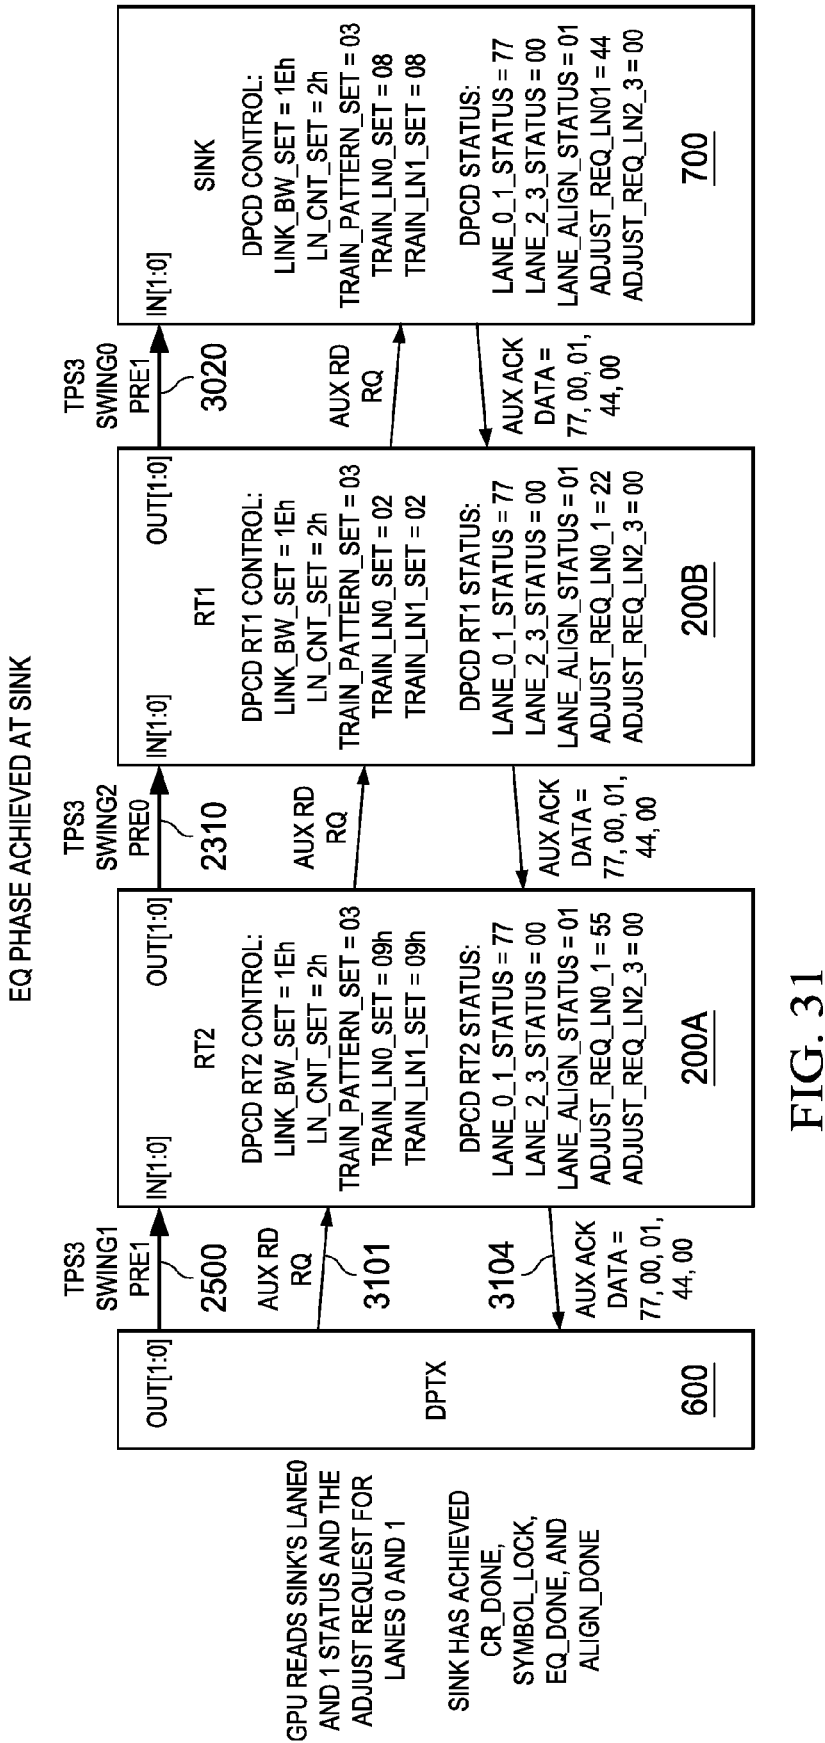 EQ PHASE ACHIEVED AT SINK
GPU READS SINK'S LANE0
AND 1 STATUS AND THE
ADJUST REQUEST FOR
LANES 0 AND 1
SINK HAS ACHIEVED
CR_DONE,
SYMBOL_LOCK,
EQ_DONE, AND
ALIGN_DONE
OUT[1:0]
DPTX
600
TPS3
SWING1
PRE1
2500
AUX RD
RQ
3101
3104
AUX ACK
DATA =
77, 00, 01,
44, 00
IN[1:0]
OUT[1:0]
RT2
DPCD RT2 CONTROL:
LINK_BW_SET = 1Eh
LN_CNT_SET = 2h
TRAIN_PATTERN_SET = 03
TRAIN_LN0_SET = 09h
TRAIN_LN1_SET = 09h
DPCD RT2 STATUS:
LANE_0_1_STATUS = 77
LANE_2_3_STATUS = 00
LANE_ALIGN_STATUS = 01
ADJUST_REQ_LN0_1 = 55
ADJUST_REQ_LN2_3 = 00
200A
TPS3
SWING2
PRE0
2310
AUX RD
RQ
AUX ACK
DATA =
77, 00, 01,
44, 00
IN[1:0]
OUT[1:0]
RT1
DPCD RT1 CONTROL:
LINK_BW_SET = 1Eh
LN_CNT_SET = 2h
TRAIN_PATTERN_SET = 03
TRAIN_LN0_SET = 02
TRAIN_LN1_SET = 02
DPCD RT1 STATUS:
LANE_0_1_STATUS = 77
LANE_2_3_STATUS = 00
LANE_ALIGN_STATUS = 01
ADJUST_REQ_LN0_1 = 22
ADJUST_REQ_LN2_3 = 00
200B
TPS3
SWING0
PRE1
3020
AUX RD
RQ
AUX ACK
DATA =
77, 00, 01,
44, 00
IN[1:0]
SINK
DPCD CONTROL:
LINK_BW_SET = 1Eh
LN_CNT_SET = 2h
TRAIN_PATTERN_SET = 03
TRAIN_LN0_SET = 08
TRAIN_LN1_SET = 08
DPCD STATUS:
LANE_0_1_STATUS = 77
LANE_2_3_STATUS = 00
LANE_ALIGN_STATUS = 01
ADJUST_REQ_LN01 = 44
ADJUST_REQ_LN2_3 = 00
700
FIG. 31